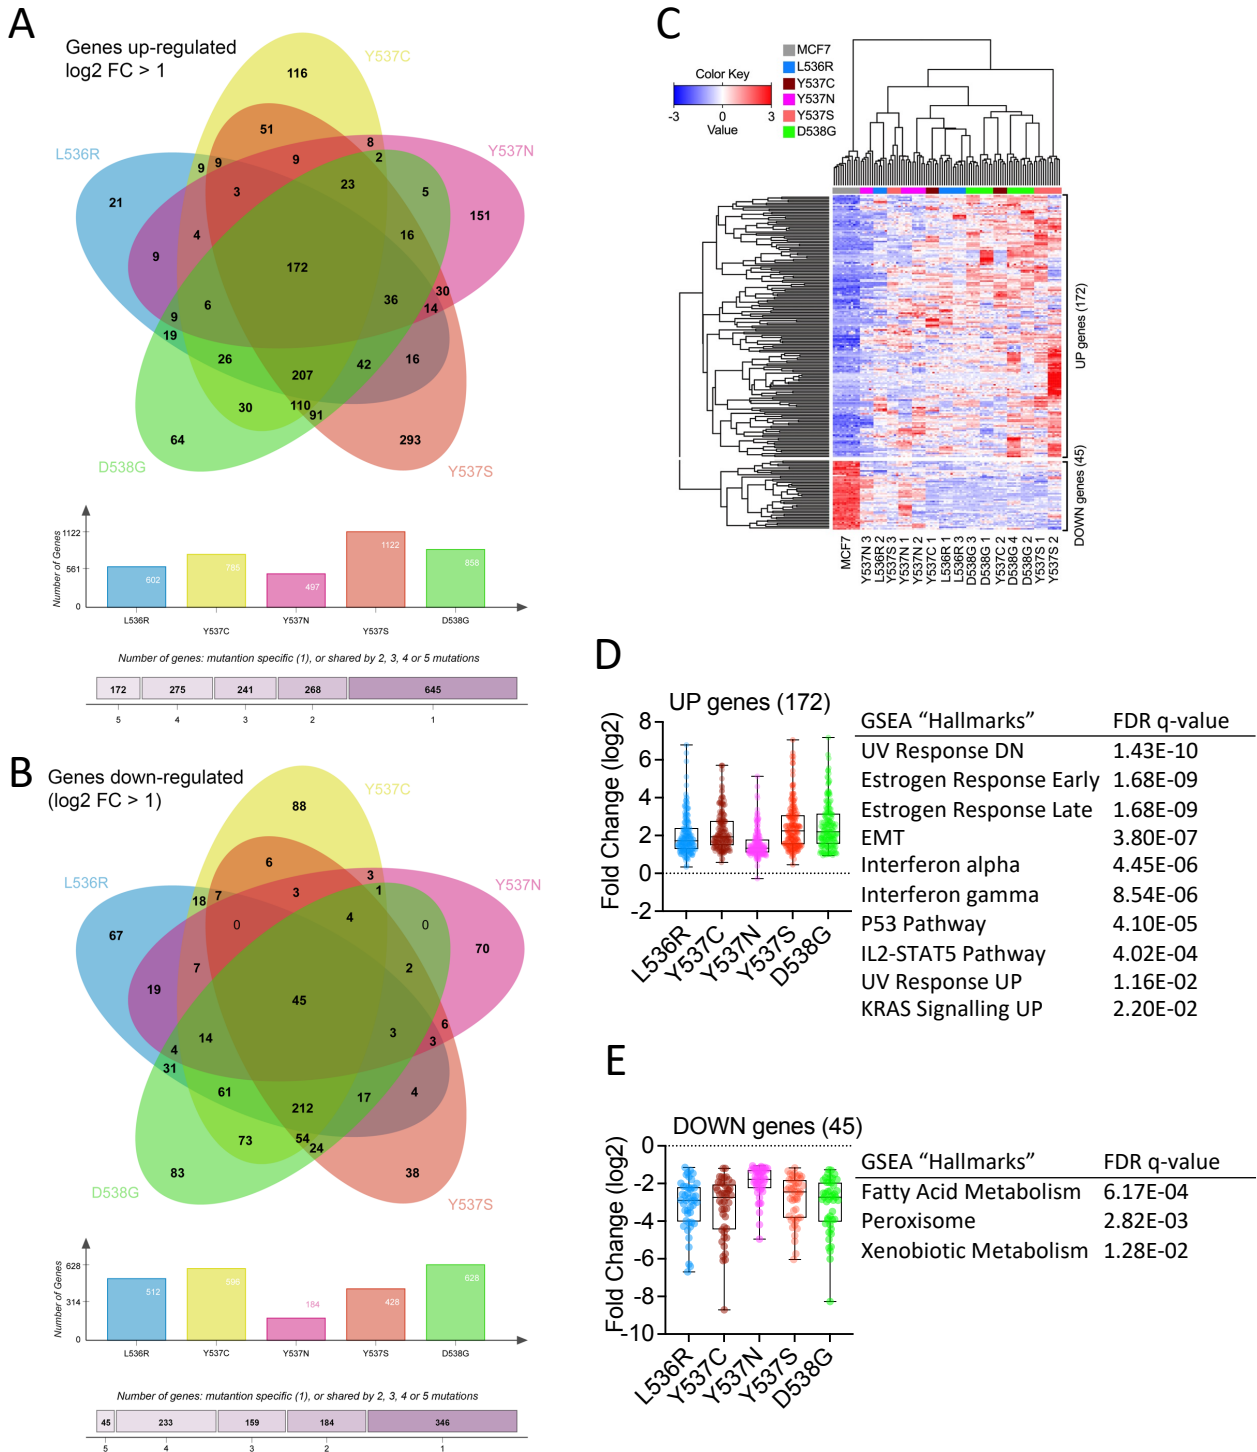 A
Genes up-regulated
log2 FC > 1
Y537C
116
51
8
2
Y537N
L536R
9
9
9
3
23
5
21
151
4
16
9
172
6
36
30
14
9
19
26
42
16
207
30
110
91
64
293
D538G
Y537S
Number of Genes
1122
561
0
602
785
497
1122
858
L536R
Y537C
Y537N
Y537S
D538G
Number of genes: mutantion specific (1), or shared by 2, 3, 4 or 5 mutations
172 275 241 268 645
5 4 3 2 1
B
Genes down-regulated
(log2 FC > 1)
Y537C
88
6
3
1
Y537N
L536R
18
7
3
4
0
0
67
70
7
2
19
45
14
3
6
3
4
31
61
17
4
212
73
54
24
83
38
D538G
Y537S
Number of Genes
628
314
0
512
596
184
428
628
L536R
Y537C
Y537N
Y537S
D538G
Number of genes: mutantion specific (1), or shared by 2, 3, 4 or 5 mutations
45 233 159 184 346
5 4 3 2 1
C
Color Key
-3 3
Value
MCF7
L536R
Y537C
Y537N
Y537S
D538G
UP genes (172)
DOWN genes (45)
MCF7
Y537N 3
L536R 2
Y537S 3
Y537N 1
Y537N 2
Y537C 1
L536R 1
L536R 3
D538G 3
D538G 1
Y537C 2
D538G 4
D538G 2
Y537S 1
Y537S 2
D
UP genes (172)
Fold Change (log2)
8
6
4
2
0
-2
L536R
Y537C
Y537N
Y537S
D538G
GSEA “Hallmarks” FDR q-value
UV Response DN 1.43E-10
Estrogen Response Early 1.68E-09
Estrogen Response Late 1.68E-09
EMT 3.80E-07
Interferon alpha 4.45E-06
Interferon gamma 8.54E-06
P53 Pathway 4.10E-05
IL2-STAT5 Pathway 4.02E-04
UV Response UP 1.16E-02
KRAS Signalling UP 2.20E-02
E
DOWN genes (45)
Fold Change (log2)
0
-2
-4
-6
-8
-10
L536R
Y537C
Y537N
Y537S
D538G
GSEA “Hallmarks” FDR q-value
Fatty Acid Metabolism 6.17E-04
Peroxisome 2.82E-03
Xenobiotic Metabolism 1.28E-02